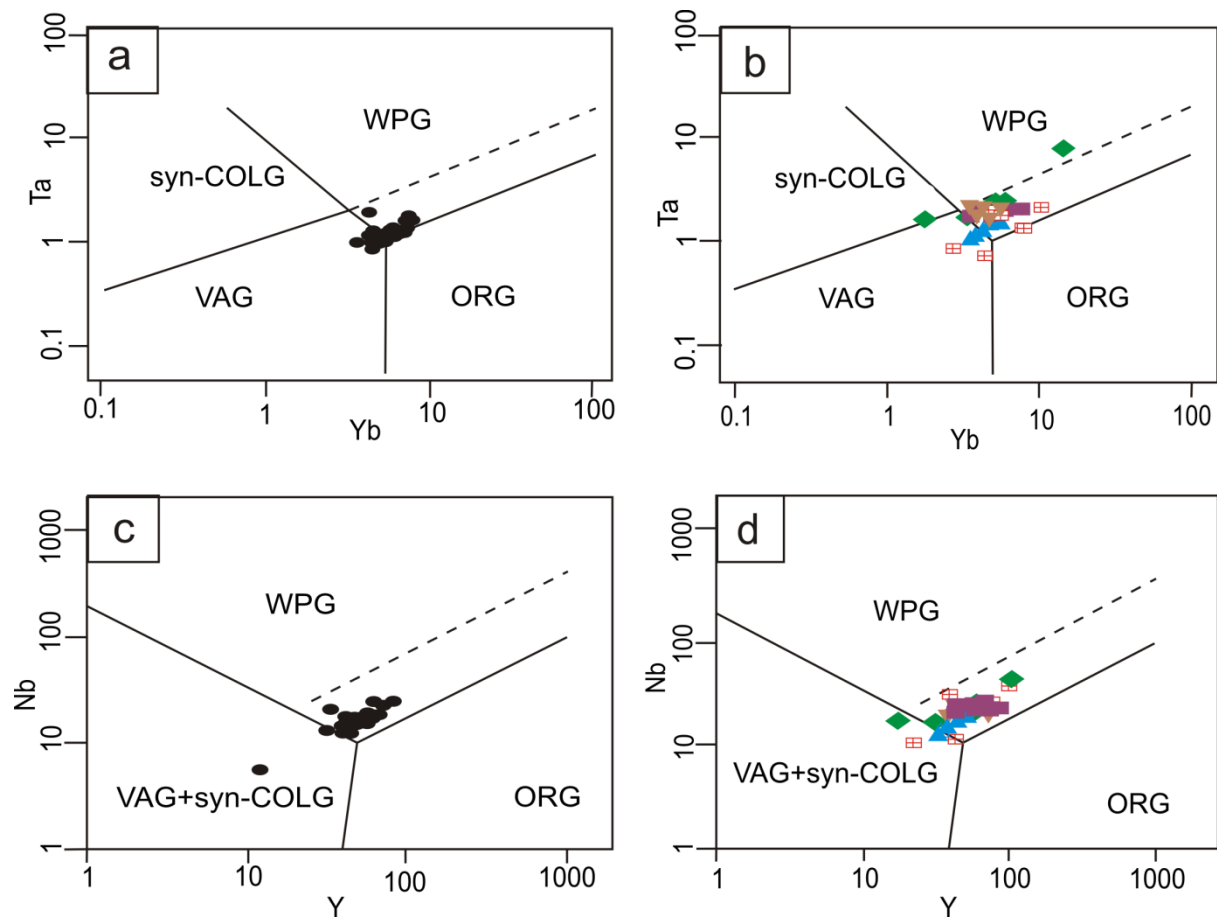 a
100
10
1
0.1
Ta
WPG
syn-COLG
VAG
ORG
0.1 1 10 100
Yb
b
100
10
1
0.1
Ta
WPG
syn-COLG
VAG
ORG
0.1 1 10 100
Yb
c
1000
100
10
1
Nb
WPG
VAG+syn-COLG
ORG
1 10 100 1000
Y
d
1000
100
10
1
Nb
WPG
VAG+syn-COLG
ORG
1 10 100 1000
Y